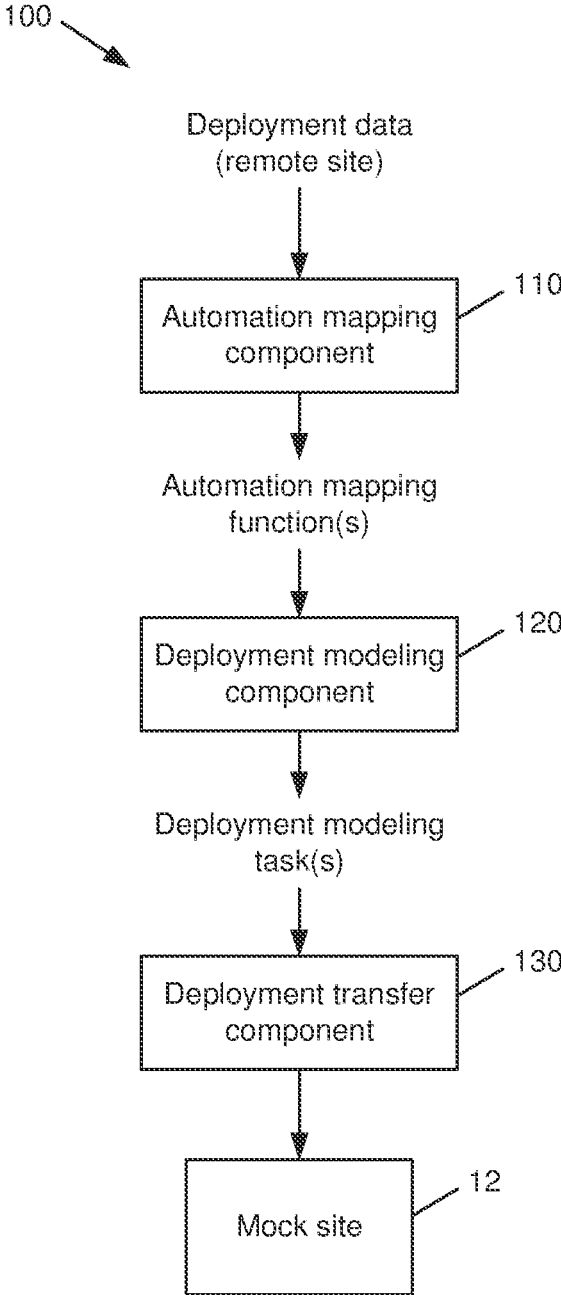 100
Deployment data
(remote site)
110
Automation mapping
component
Automation mapping
function(s)
120
Deployment modeling
component
Deployment modeling
task(s)
130
Deployment transfer
component
12
Mock site